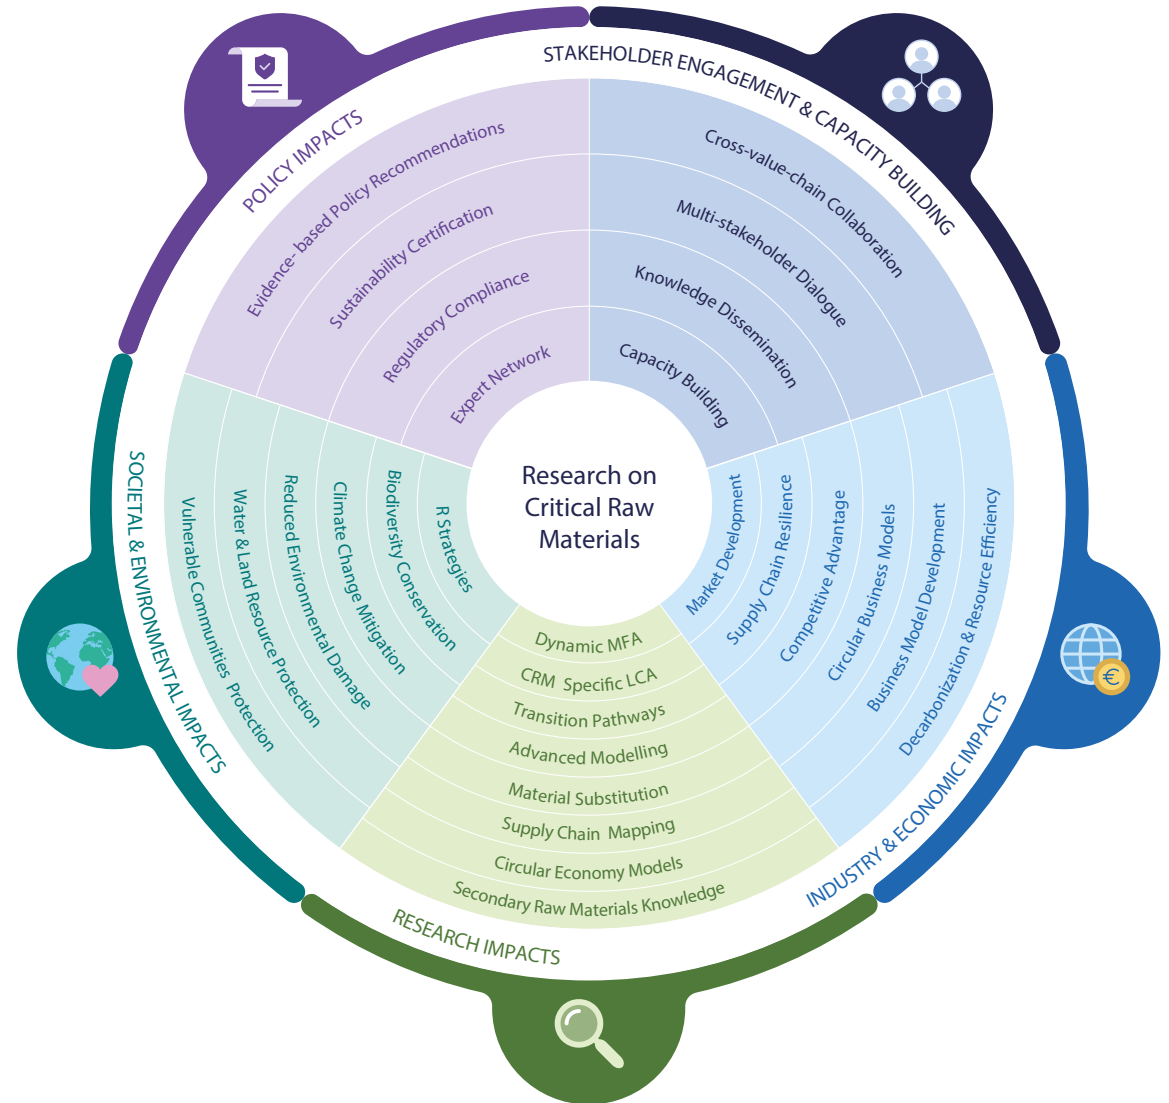 POLICY IMPACTS
Evidence- based Policy Recommendations
Sustainability Certification
Regulatory Compliance
Expert Network
STAKEHOLDER ENGAGEMENT & CAPACITY BUILDING
Cross-value-chain Collaboration
Multi-stakeholder Dialogue
Knowledge Dissemination
Capacity Building
Research on
Critical Raw
Materials
SOCIETAL & ENVIRONMENTAL IMPACTS
Vulnerable Communities Protection
Water & Land Resource Protection
Reduced Environmental Damage
Climate Change Mitigation
Biodiversity Conservation
R Strategies
Market Development
Supply Chain Resilience
Competitive Advantage
Circular Business Models
Business Model Development
Decarbonization & Resource Efficiency
INDUSTRY & ECONOMIC IMPACTS
€
Dynamic MFA
CRM Specific LCA
Transition Pathways
Advanced Modelling
Material Substitution
Supply Chain Mapping
Circular Economy Models
Secondary Raw Materials Knowledge
RESEARCH IMPACTS